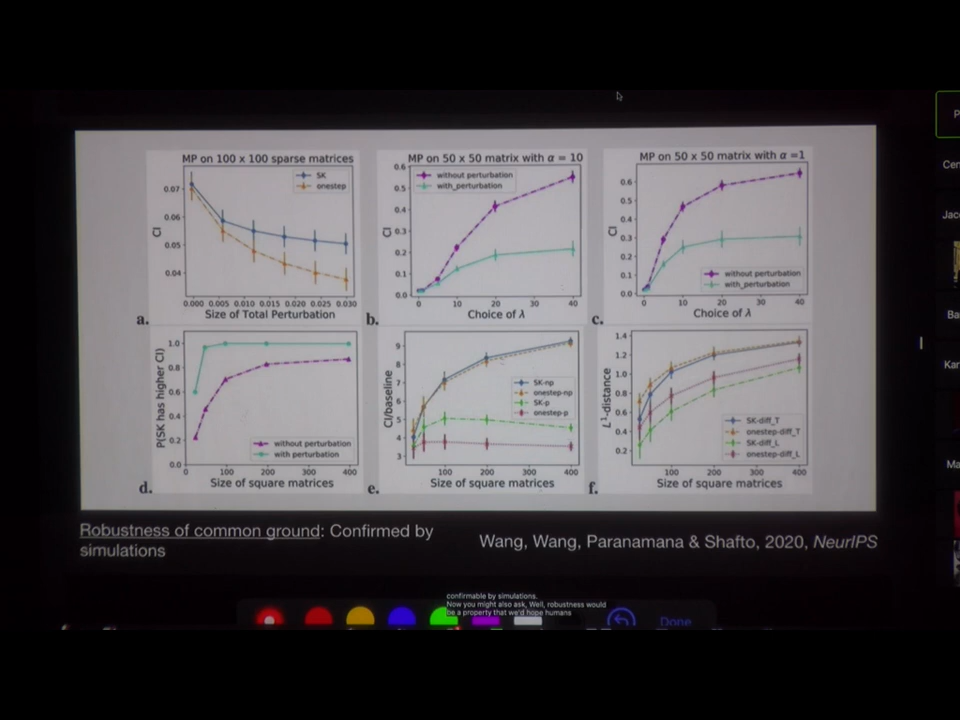 MP on 100 x 100 sparse matrices
SK
onestep
0.07
0.06
0.05
0.04
CI
0.000 0.005 0.010 0.015 0.020 0.025 0.030
Size of Total Perturbation
a.
MP on 50 x 50 matrix with α = 10
without perturbation
with_perturbation
0.6
0.5
0.4
0.3
0.2
0.1
0.0
CI
0 10 20 30 40
Choice of λ
b.
MP on 50 x 50 matrix with α =1
0.6
0.5
0.4
0.3
0.2
0.1
0.0
CI
without perturbation
with_perturbation
0 10 20 30 40
Choice of λ
c.
P(SK has higher CI)
1.0
0.8
0.6
0.4
0.2
0.0
without perturbation
with perturbation
0 100 200 300 400
Size of square matrices
d.
CI/baseline
9
8
7
6
5
4
3
SK-np
onestep-np
SK-p
onestep-p
100 200 300 400
Size of square matrices
e.
L¹-distance
1.4
1.2
1.0
0.8
0.6
0.4
0.2
SK-diff_T
onestep-diff_T
SK-diff_L
onestep-diff_L
100 200 300 400
Size of square matrices
f.
Robustness of common ground: Confirmed by
simulations
Wang, Wang, Paranamana & Shafto, 2020, NeurIPS
confirmable by simulations.
Now you might also ask, Well, robustness would
be a property that we'd hope humans
Done
P
Cer
Jac
Ba
Kar
Ma